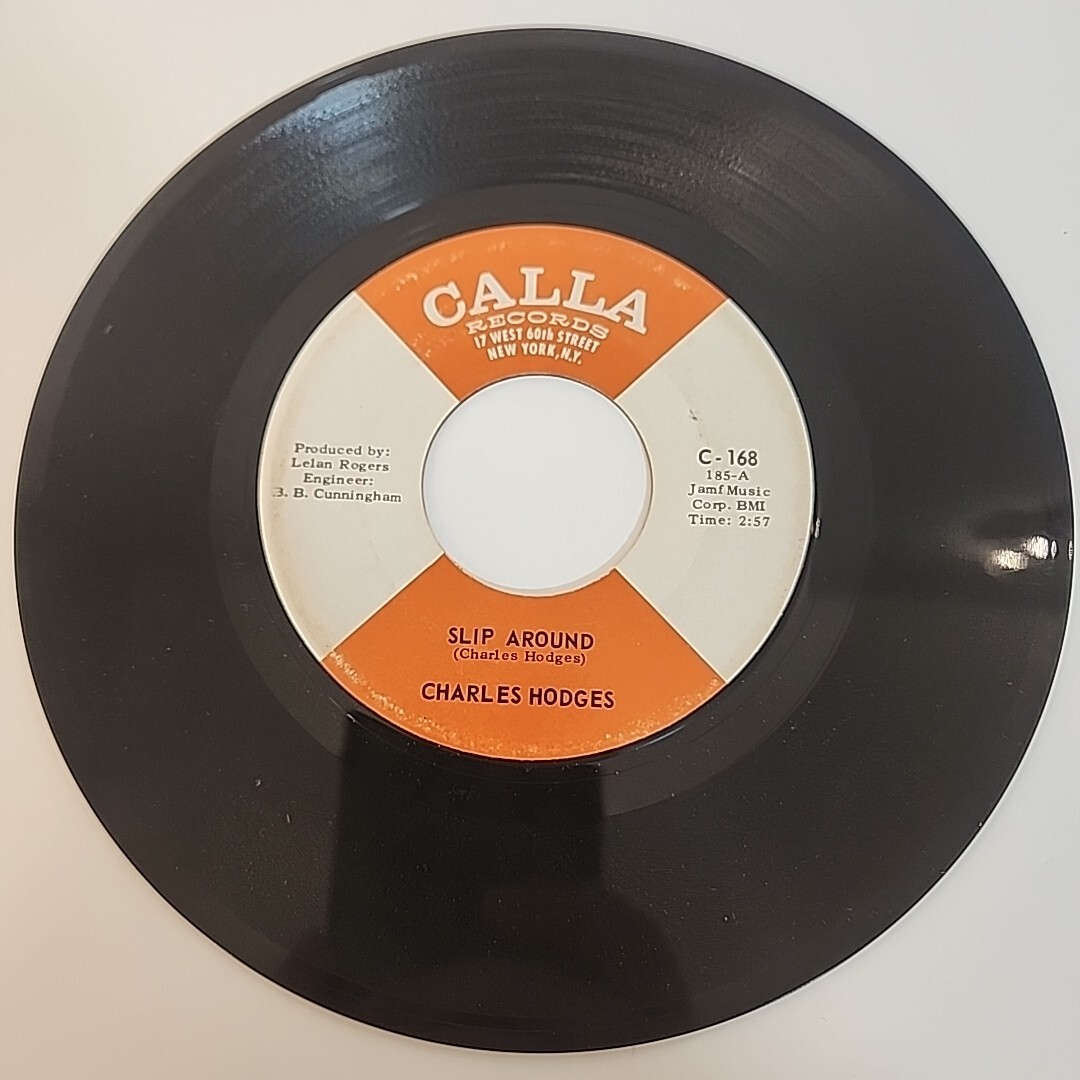 CALLA
RECORDS
17 WEST 60th STREET
NEW YORK, N.Y.
Produced by:
Lelan Rogers
Engineer:
B. B. Cunningham
C-168
185-A
Jamf Music
Corp. BMI
Time: 2:57
SLIP AROUND
(Charles Hodges)
CHARLES HODGES